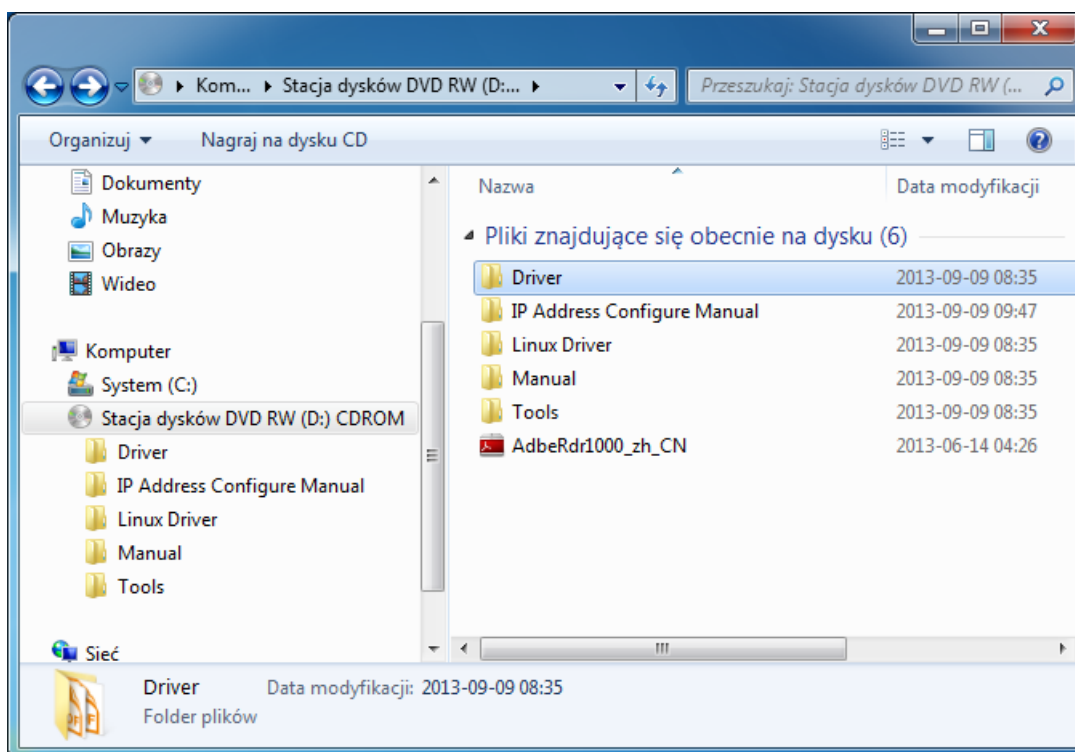 Kom... Stacja dysków DVD RW (D:...
Przeszukaj: Stacja dysków DVD RW (...
Organizuj Nagraj na dysku CD
Dokumenty
Muzyka
Obrazy
Wideo
Komputer
System (C:)
Stacja dysków DVD RW (D:) CDROM
Driver
IP Address Configure Manual
Linux Driver
Manual
Tools
Sieć
Nazwa Data modyfikacji
Pliki znajdujące się obecnie na dysku (6)
Driver 2013-09-09 08:35
IP Address Configure Manual 2013-09-09 09:47
Linux Driver 2013-09-09 08:35
Manual 2013-09-09 08:35
Tools 2013-09-09 08:35
AdbeRdr1000_zh_CN 2013-06-14 04:26
Driver Data modyfikacji: 2013-09-09 08:35
Folder plików